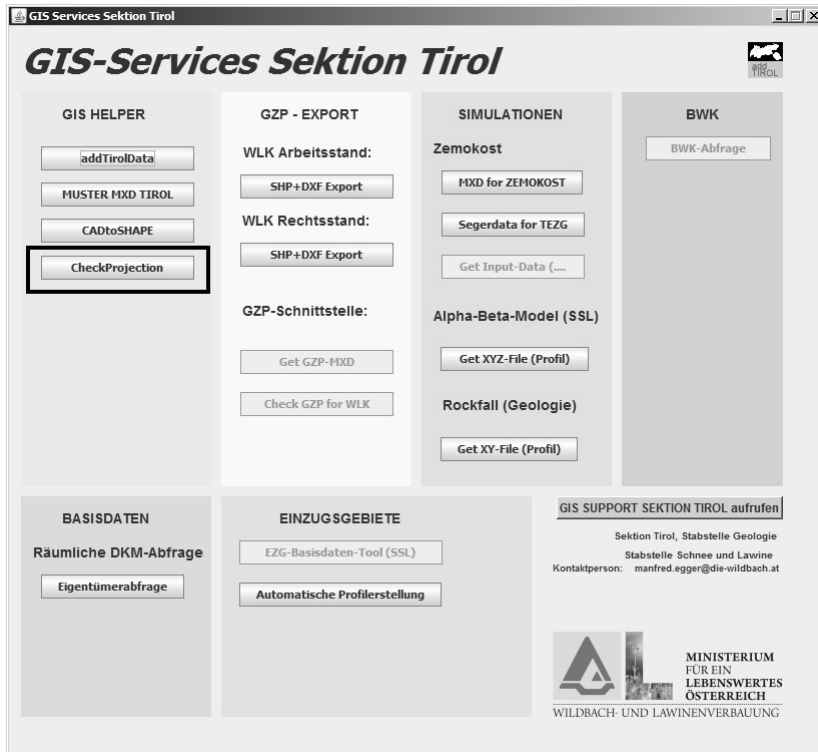 GIS Services Sektion Tirol
GIS-Services Sektion Tirol
add
TIROL
GIS HELPER
addTirolData
MUSTER MXD TIROL
CADtoSHAPE
CheckProjection
GZP - EXPORT
WLK Arbeitsstand:
SHP+DXF Export
WLK Rechtsstand:
SHP+DXF Export
GZP-Schnittstelle:
Get GZP-MXD
Check GZP for WLK
SIMULATIONEN
Zemokost
MXD for ZEMOKOST
Segerdata for TEZG
Get Input-Data (....
Alpha-Beta-Model (SSL)
Get XYZ-File (Profil)
Rockfall (Geologie)
Get XY-File (Profil)
BWK
BWK-Abfrage
BASISDATEN
Räumliche DKM-Abfrage
Eigentümerabfrage
EINZUGSGEBIETE
EZG-Basisdaten-Tool (SSL)
Automatische Profilerstellung
GIS SUPPORT SEKTION TIROL aufrufen
Sektion Tirol, Stabstelle Geologie
Stabstelle Schnee und Lawine
Kontaktperson: manfred.egger@die-wildbach.at
MINISTERIUM
FÜR EIN
LEBENSWERTES
ÖSTERREICH
WILDBACH- UND LAWINENVERBAUUNG